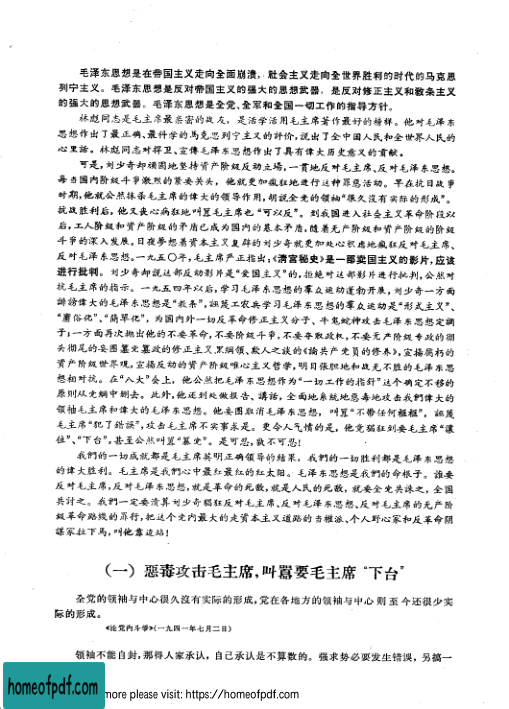 毛泽东思想是在帝国主义走向全面崩溃，社会主义走向全世界胜利的时代的马克思
列宁主义。毛泽东思想是反对帝国主义的强大的思想武器，是反对修正主义和教条主义
的强大的思想武器。毛泽东思想是全党、全军和全国一切工作的指导方针。
林彪同志是毛主席最亲密的战友，是活学活用毛主席著作最好的榜样。他对毛泽东
思想作出了最正确、最科学的马克思列宁主义的评价，说出了全中国人民和全世界人民的
心里话。林彪同志对捍卫、宣传毛泽东思想作出了具有伟大历史意义的贡献。
可是，刘少奇却顽固地坚持资产阶级反动立场，一贯地反对毛主席、反对毛泽东思想。
每当国内阶级斗争激烈的紧要关头，他就更加疯狂地进行这种罪恶活动。早在抗日战争
时期，他就公然抹杀毛主席的伟大的领导作用，胡说全党的领袖“很久没有实际的形成”。
抗战胜利后，他又丧心病狂地叫嚣毛主席也“可以反”。到我国进入社会主义革命阶段以
后，工人阶级和资产阶级的矛盾已成为国内的基本矛盾，随着无产阶级和资产阶级的阶级
斗争的深入发展，日夜梦想着资本主义复辟的刘少奇就更加处心积虑地疯狂反对毛主席、
反对毛泽东思想。一九五〇年，毛主席严正指出：《清宫秘史》是一部卖国主义的影片，应该
进行批判。刘少奇却说这部反动影片是“爱国主义”的，拒绝对这部影片进行批判，公然对
抗毛主席的指示。一九五四年以后，学习毛泽东思想的群众运动蓬勃开展，刘少奇一方面
诽谤伟大的毛泽东思想是“教条”，诬蔑工农兵学习毛泽东思想的群众运动是“形式主义”、
“庸俗化”、“简单化”，为国内外一切反革命修正主义分子、牛鬼蛇神攻击毛泽东思想定调
子；一方面再次抛出他的不要革命，不要阶级斗争，不要夺取政权，不要无产阶级专政的彻
头彻尾的妄图篡党篡政的修正主义黑纲领、欺人之谈的《论共产党员的修养》，宣扬腐朽的
资产阶级世界观，宣扬反动的资产阶级唯心主义哲学，明目张胆地和战无不胜的毛泽东思
想相对抗。在“八大”会上，他公然把毛泽东思想作为“一切工作的指针”这个确定不移的
原则从党纲中删去。此外，他还到处做报告、讲话，全面地系统地恶毒地攻击我们伟大的
领袖毛主席和伟大的毛泽东思想。他妄图取消毛泽东思想，叫嚣“不带任何框框”，诬蔑
毛主席“犯了错误”，攻击毛主席不实事求是。更令人气愤的是，他竟猖狂到要毛主席“让
位”、“下台”，甚至公然叫嚣“篡党”。是可忍，孰不可忍！
我们的一切成就都是毛主席英明正确领导的结果，我们的一切胜利都是毛泽东思想
的伟大胜利。毛主席是我们心中最红最红的红太阳。毛泽东思想是我们的命根子。谁要
反对毛主席，反对毛泽东思想，就是革命的死敌，就是人民的死敌，就要全党共诛之，全国
共讨之。我们一定要清算刘少奇猖狂反对毛主席、反对毛泽东思想、反对毛主席的无产阶
级革命路线的罪行，把这个党内最大的走资本主义道路的当权派、个人野心家和反革命阴
谋家拉下马，叫他靠边站！
（一）恶毒攻击毛主席，叫嚣要毛主席“下台”
全党的领袖与中心很久没有实际的形成，党在各地方的领袖与中心则至今还很少实
际的形成。
《论党内斗争》（一九四一年七月二日）
领袖不能自封，那得人家承认，自己承认是不算数的。强求势必要发生错误，另搞一
homeofpdf.com
more please visit: https://homeofpdf.com